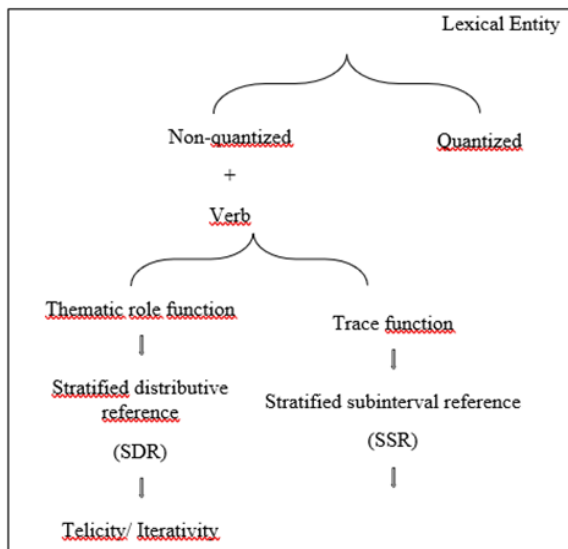 Lexical Entity
Non-quantized
Quantized
+
Verb
Thematic role function
Trace function
Stratified distributive
reference
Stratified subinterval reference
(SDR)
(SSR)
Telicity/ Iterativity